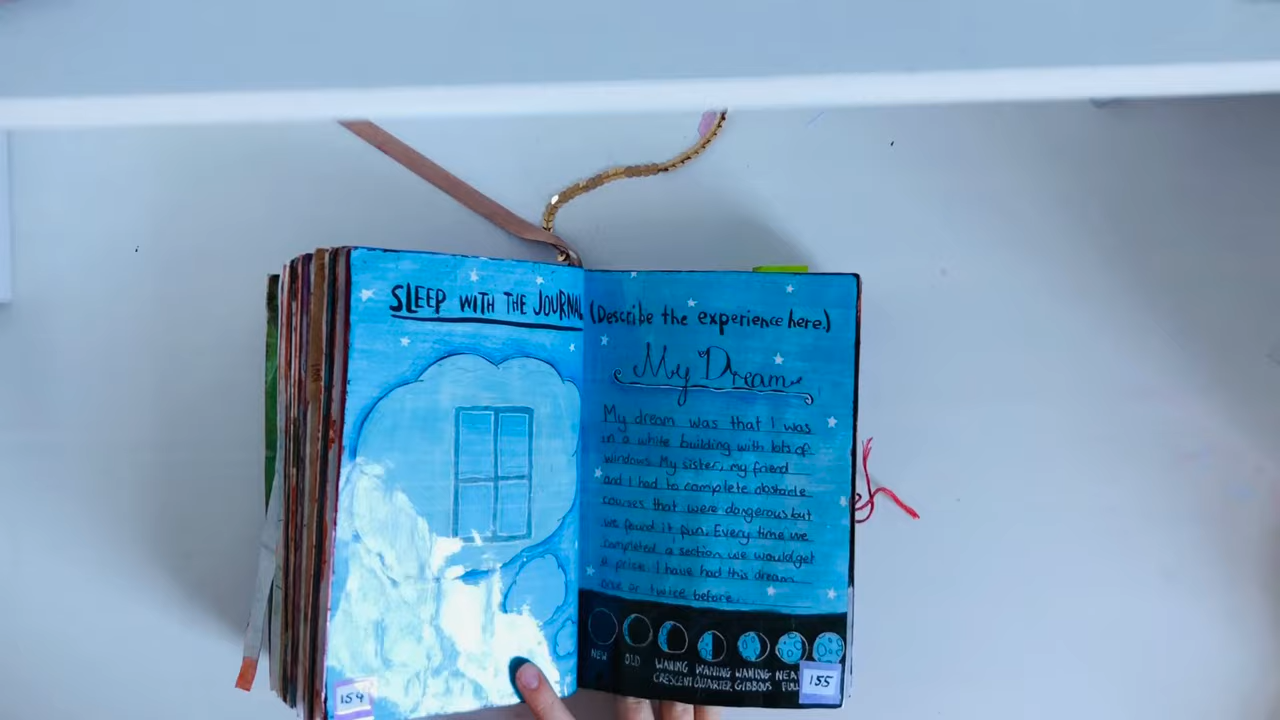 SLEEP WITH THE JOURNAL
(Describe the experience here.)
My Dream
My dream was that I was
in a white building with lots of
windows. My sister, my friend
and I had to complete obstacle
courses that were dangerous but
we found it fun. Every time we
completed a section we would get
a prize. I have had this dream
one or twice before.
NEW
OLD
WANING CRESCENT
WANING QUARTER
WANING GIBBOUS
154
155